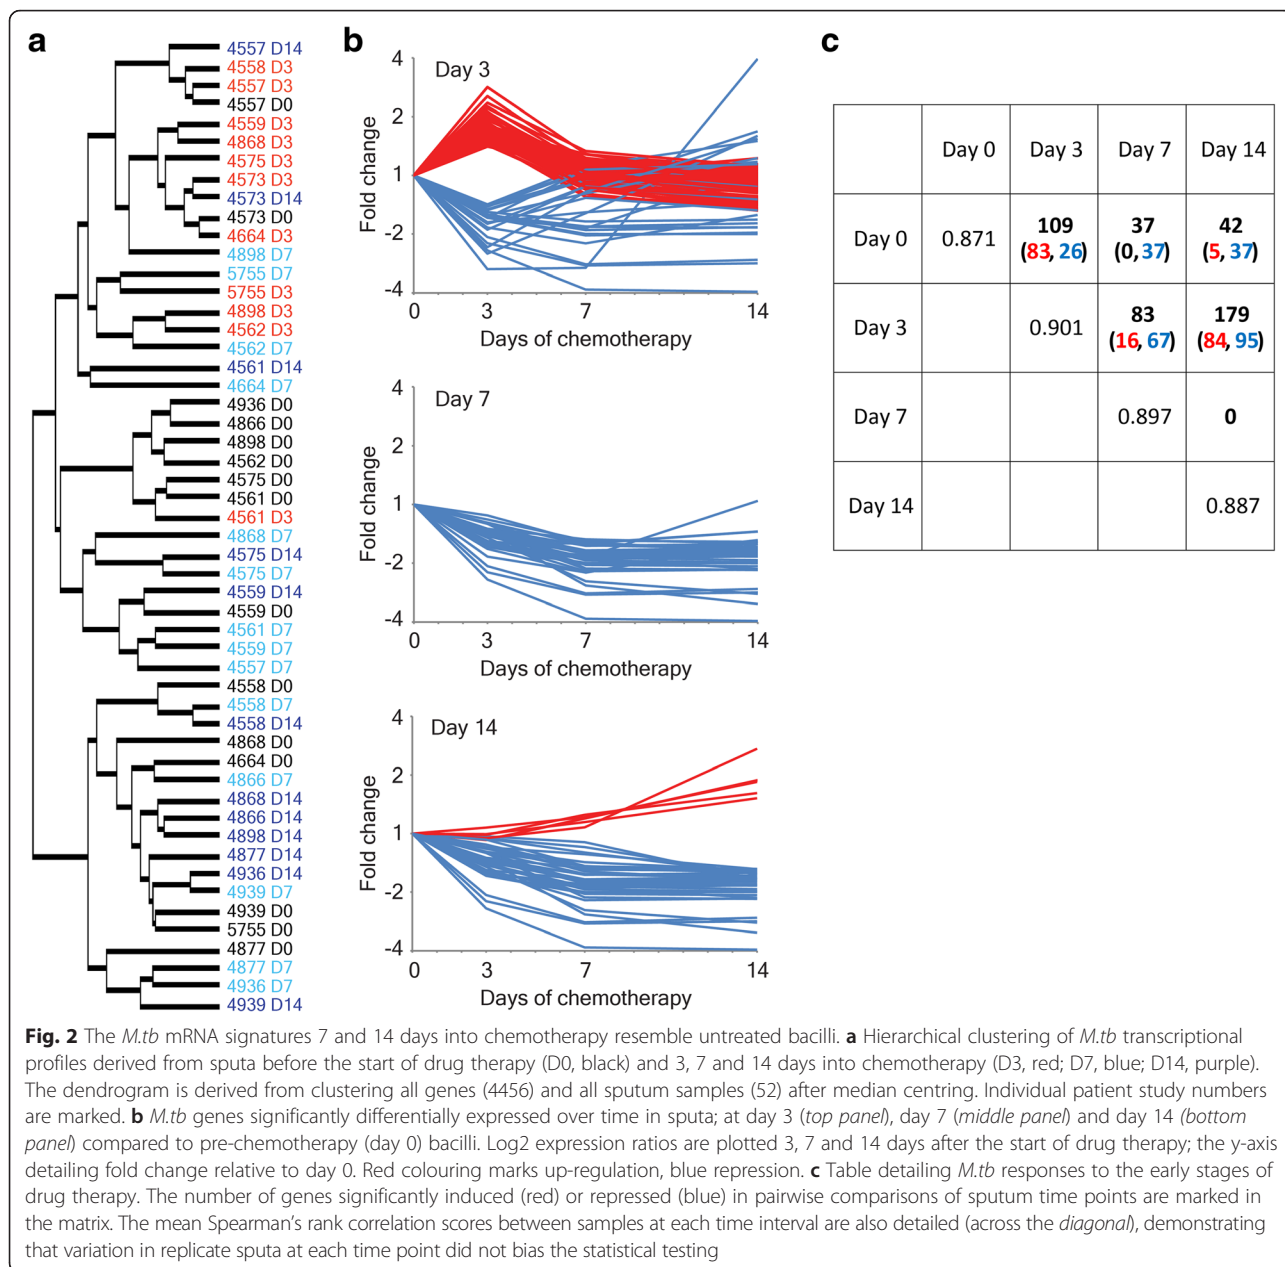 a
4557 D14
4558 D3
4557 D3
4557 D0
4559 D3
4868 D3
4575 D3
4573 D3
4573 D14
4573 D0
4664 D3
4898 D7
5755 D7
5755 D3
4898 D3
4562 D3
4562 D7
4561 D14
4664 D7
4936 D0
4866 D0
4898 D0
4562 D0
4575 D0
4561 D0
4561 D3
4868 D7
4575 D14
4575 D7
4559 D14
4559 D0
4561 D7
4559 D7
4557 D7
4558 D0
4558 D7
4558 D14
4868 D0
4664 D0
4866 D7
4868 D14
4866 D14
4898 D14
4877 D14
4936 D14
4939 D7
4939 D0
5755 D0
4877 D0
4877 D7
4936 D7
4939 D14
b
Day 3
Fold change
4
2
1
-2
-4
0 3 7 14
Days of chemotherapy
Day 7
Fold change
4
2
1
-2
-4
0 3 7 14
Days of chemotherapy
Day 14
Fold change
4
2
1
-2
-4
0 3 7 14
Days of chemotherapy
c
Day 0 Day 3 Day 7 Day 14
Day 0 0.871 109 (83, 26) 37 (0, 37) 42 (5, 37)
Day 3 0.901 83 (16, 67) 179 (84, 95)
Day 7 0.897 0
Day 14 0.887
Fig. 2 The M.tb mRNA signatures 7 and 14 days into chemotherapy resemble untreated bacilli. a Hierarchical clustering of M.tb transcriptional
profiles derived from sputa before the start of drug therapy (D0, black) and 3, 7 and 14 days into chemotherapy (D3, red; D7, blue; D14, purple).
The dendrogram is derived from clustering all genes (4456) and all sputum samples (52) after median centring. Individual patient study numbers
are marked. b M.tb genes significantly differentially expressed over time in sputa; at day 3 (top panel), day 7 (middle panel) and day 14 (bottom
panel) compared to pre-chemotherapy (day 0) bacilli. Log2 expression ratios are plotted 3, 7 and 14 days after the start of drug therapy; the y-axis
detailing fold change relative to day 0. Red colouring marks up-regulation, blue repression. c Table detailing M.tb responses to the early stages of
drug therapy. The number of genes significantly induced (red) or repressed (blue) in pairwise comparisons of sputum time points are marked in
the matrix. The mean Spearman's rank correlation scores between samples at each time interval are also detailed (across the diagonal), demonstrating
that variation in replicate sputa at each time point did not bias the statistical testing